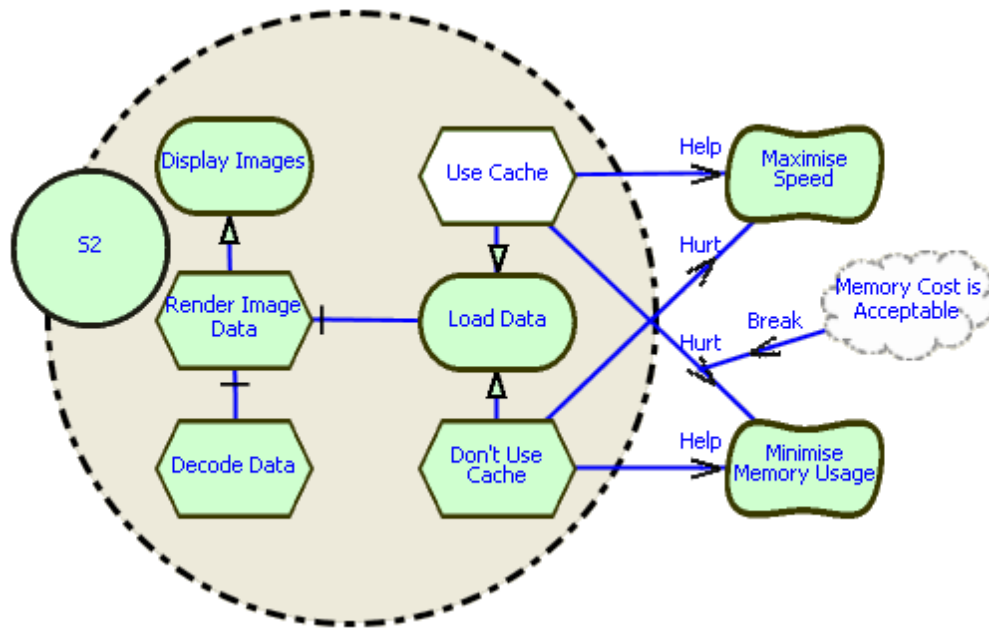 Display Images
Use Cache
Help
Maximise
Speed
S2
Hurt
Render Image
Data
Load Data
Memory Cost is
Acceptable
Break
Hurt
Decode Data
Don't Use
Cache
Help
Minimise
Memory Usage